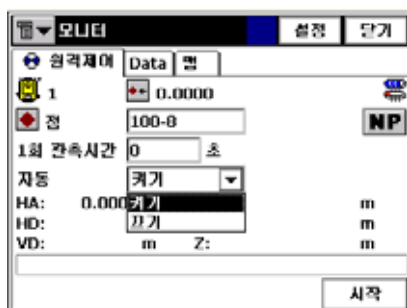 모니터 설정 닫기
원격제어 Data 맵
1 0.0000
점 100-8 NP
1회 관측시간 0 초
자동 켜기
HA: 0.000 켜기 m
HD: 끄기 m
VD: m Z: m
시작